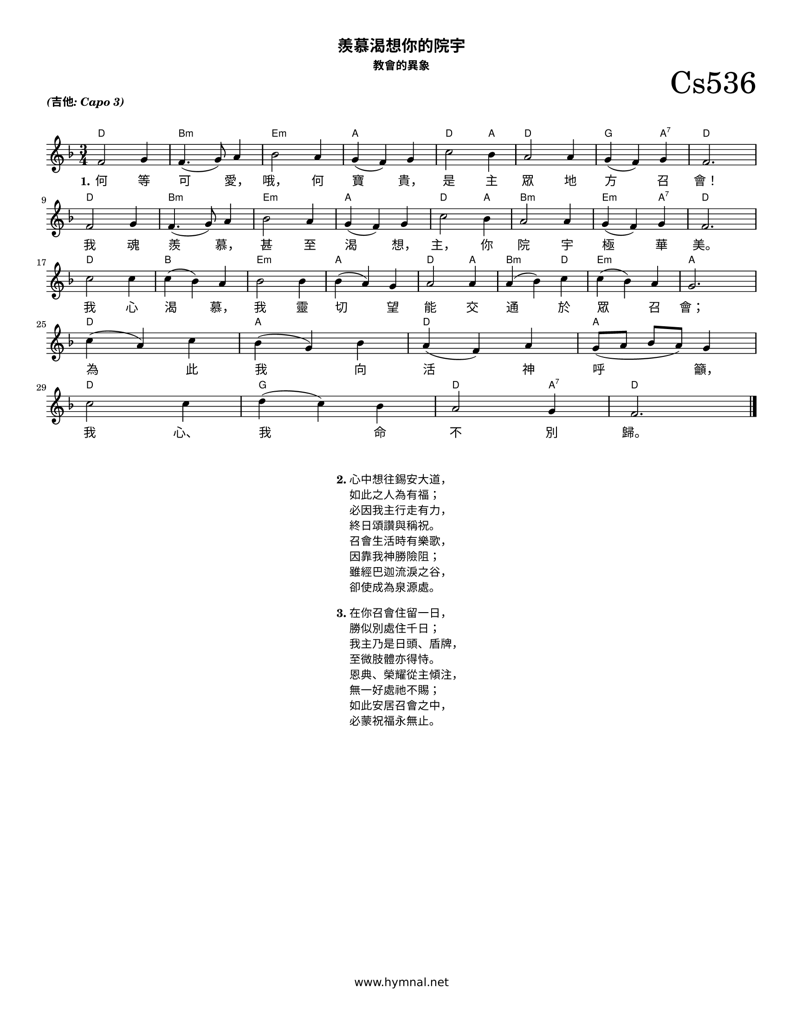 羨慕渴想你的院宇
教會的異象
Cs536
(吉他: Capo 3)
D Bm Em A D A D G A7 D
3
4
1. 何 等 可 愛， 哦， 何 寶 貴， 是 主 眾 地 方 召 會！
9 D Bm Em A D A Bm Em A7 D
我 魂 羨 慕， 甚 至 渴 想， 主， 你 院 宇 極 華 美。
17 D B Em A D A Bm D Em A
我 心 渴 慕， 我 靈 切 望 能 交 通 於 眾 召 會；
25 D A D A
為 此 我 向 活 神 呼 籲，
29 D G D A7 D
我 心、 我 命 不 別 歸。
2. 心中想往錫安大道，
如此之人為有福；
必因我主行走有力，
終日頌讚與稱祝。
召會生活時有樂歌，
因靠我神勝險阻；
雖經巴迦流淚之谷，
卻使成為泉源處。
3. 在你召會住留一日，
勝似別處住千日；
我主乃是日頭、盾牌，
至微肢體亦得恃。
恩典、榮耀從主傾注，
無一好處祂不賜；
如此安居召會之中，
必蒙祝福永無止。
www.hymnal.net